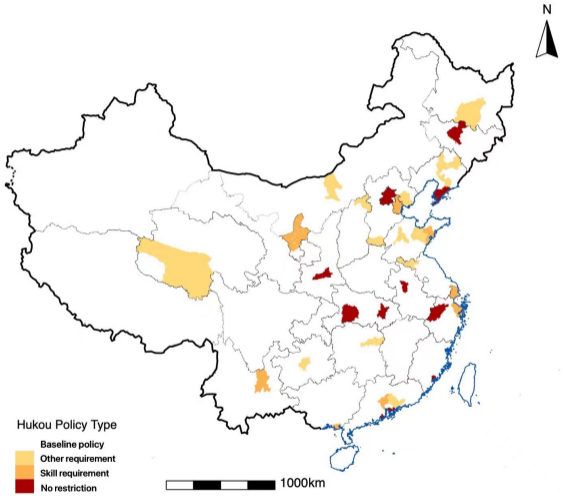 N
Hukou Policy Type
Baseline policy
Other requirement
Skill requirement
No restriction
1000km